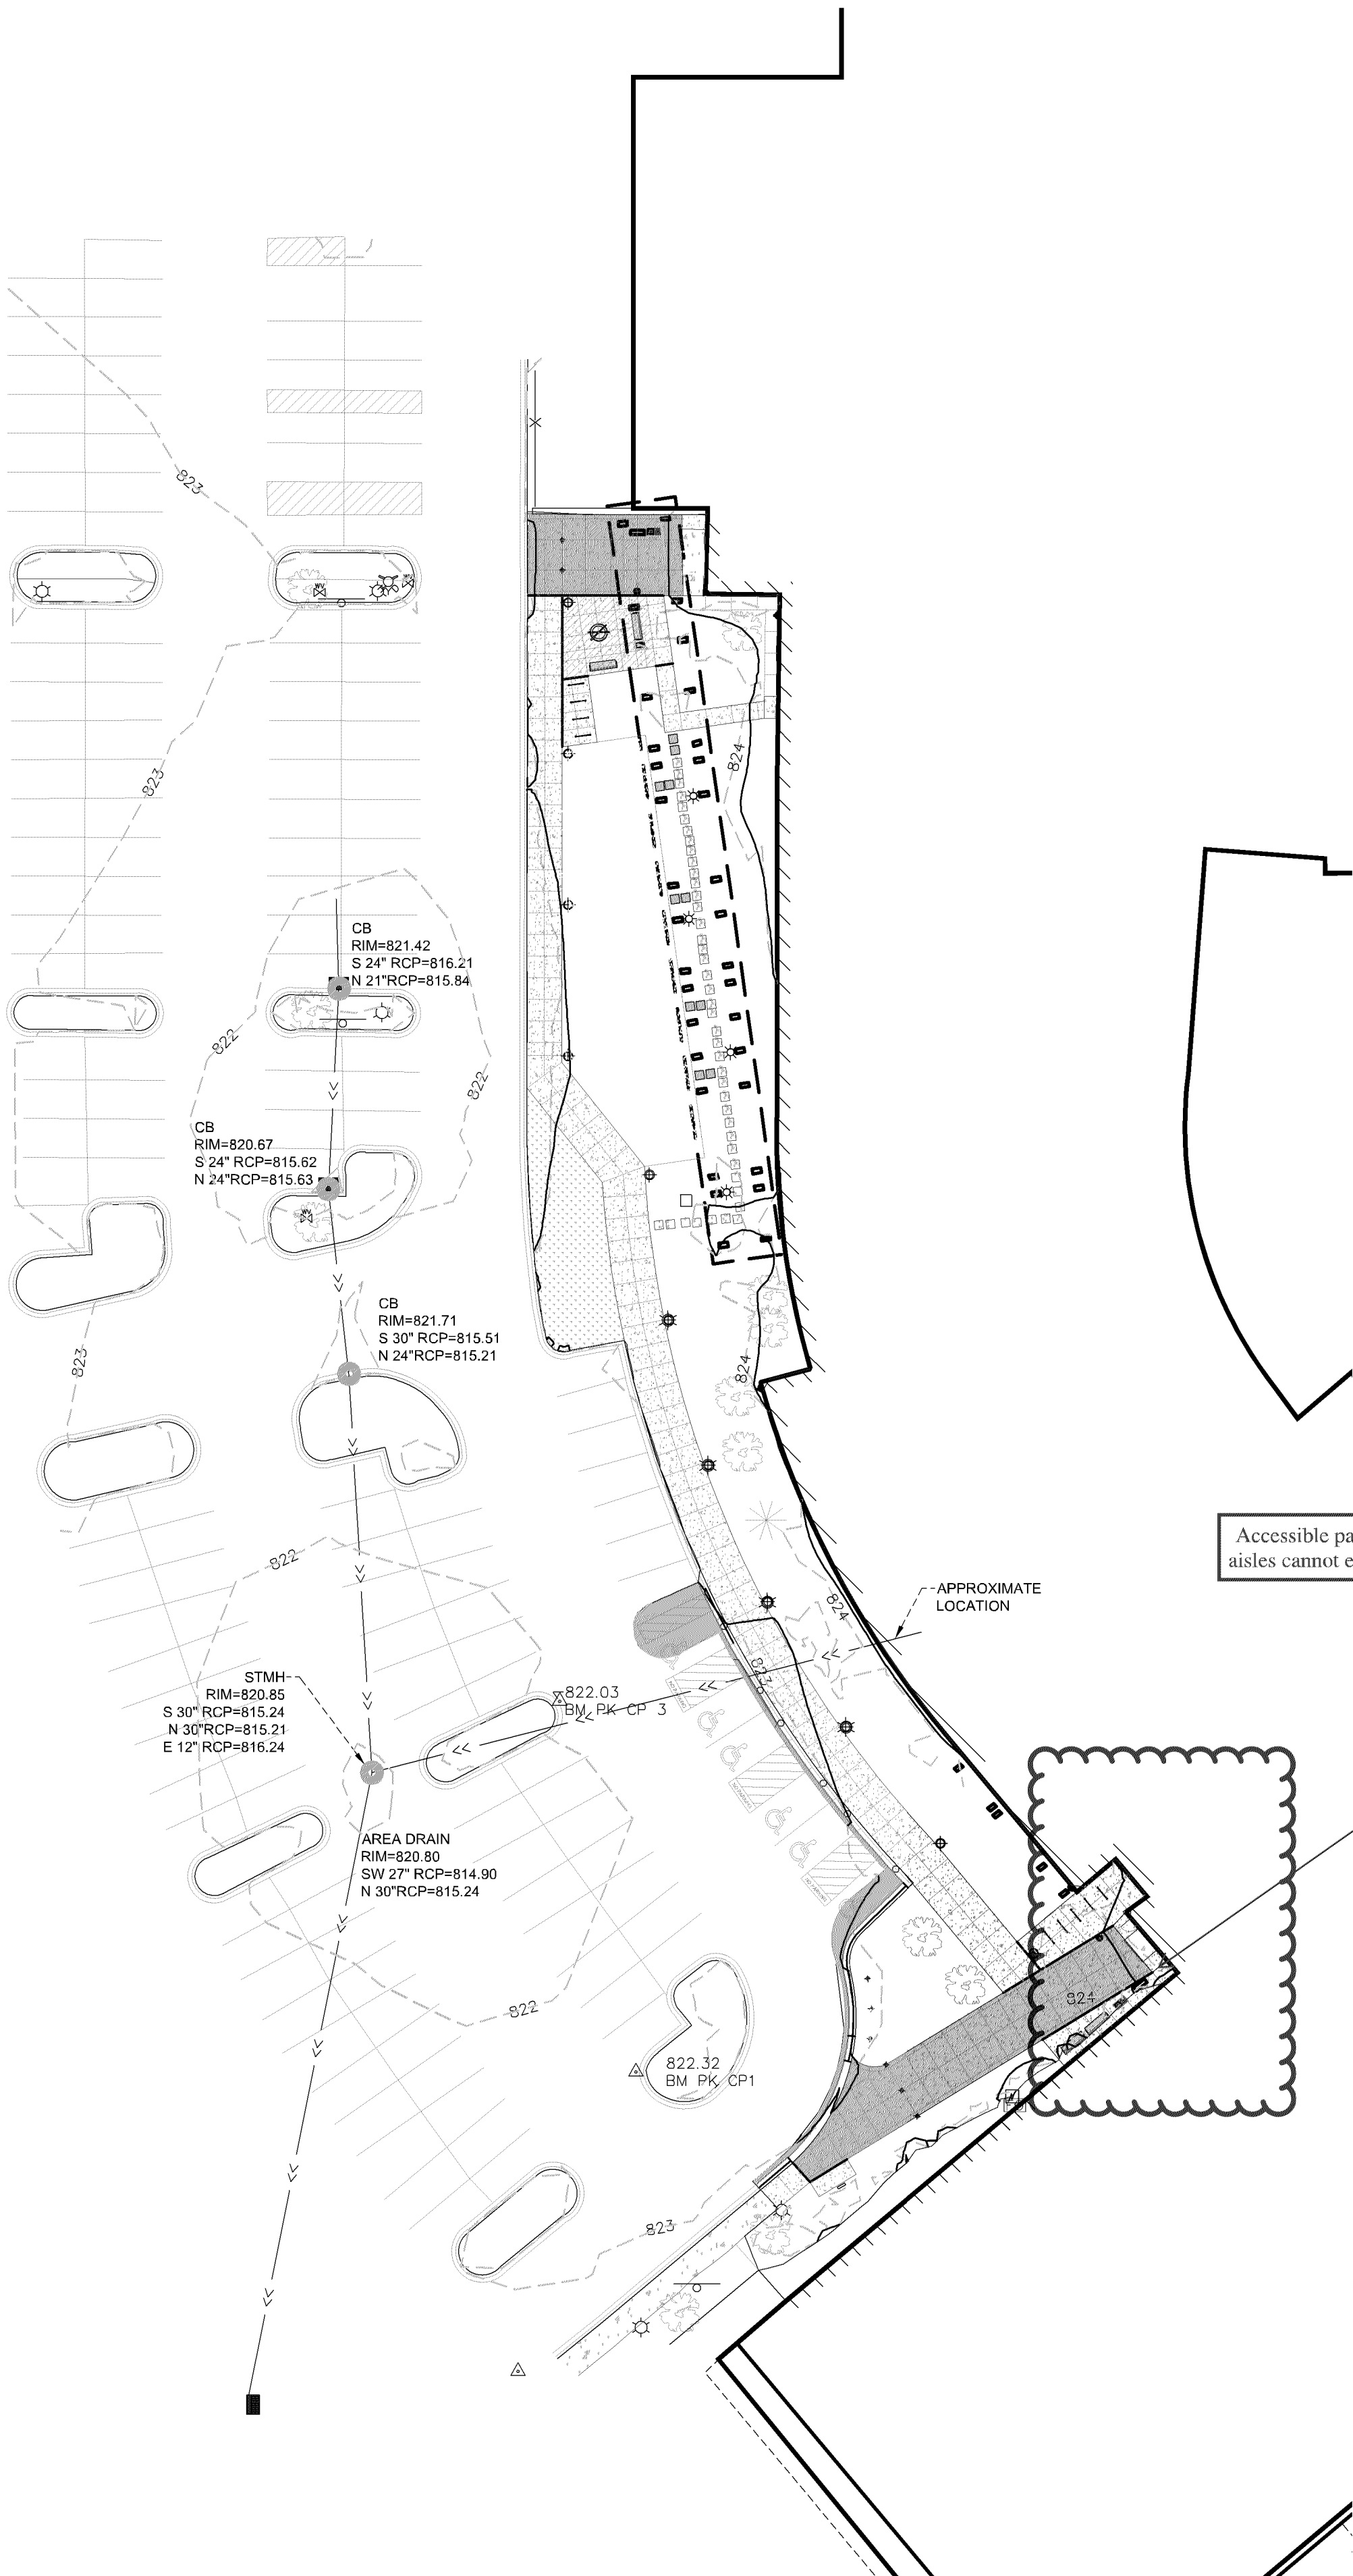 823
823
824
CB
RIM=821.42
S 24" RCP=816.21
N 21"RCP=815.84
822
822
CB
RIM=820.67
S 24" RCP=815.62
N 24"RCP=815.63
CB
RIM=821.71
S 30" RCP=815.51
N 24"RCP=815.21
823
824
Accessible pa
aisles cannot e
822
APPROXIMATE
LOCATION
824
823
STMH
RIM=820.85
S 30" RCP=815.24
N 30"RCP=815.21
E 12" RCP=816.24
822.03
BM PK CP 3
AREA DRAIN
RIM=820.80
SW 27" RCP=814.90
N 30"RCP=815.24
824
822
822.32
BM PK CP1
823